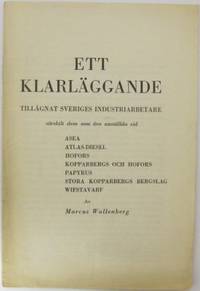 ETT
KLARLÄGGANDE
TILLÄGNAT SVERIGES INDUSTRIARBETARE
särskilt dem som äro anställda vid
ASEA
ATLAS-DIESEL
HOFORS
KOPPARBERGS OCH HOFORS
PAPYRUS
STORA KOPPARBERGS BERGSLAG
WIFSTAVARF
Av
Marcus Wallenberg